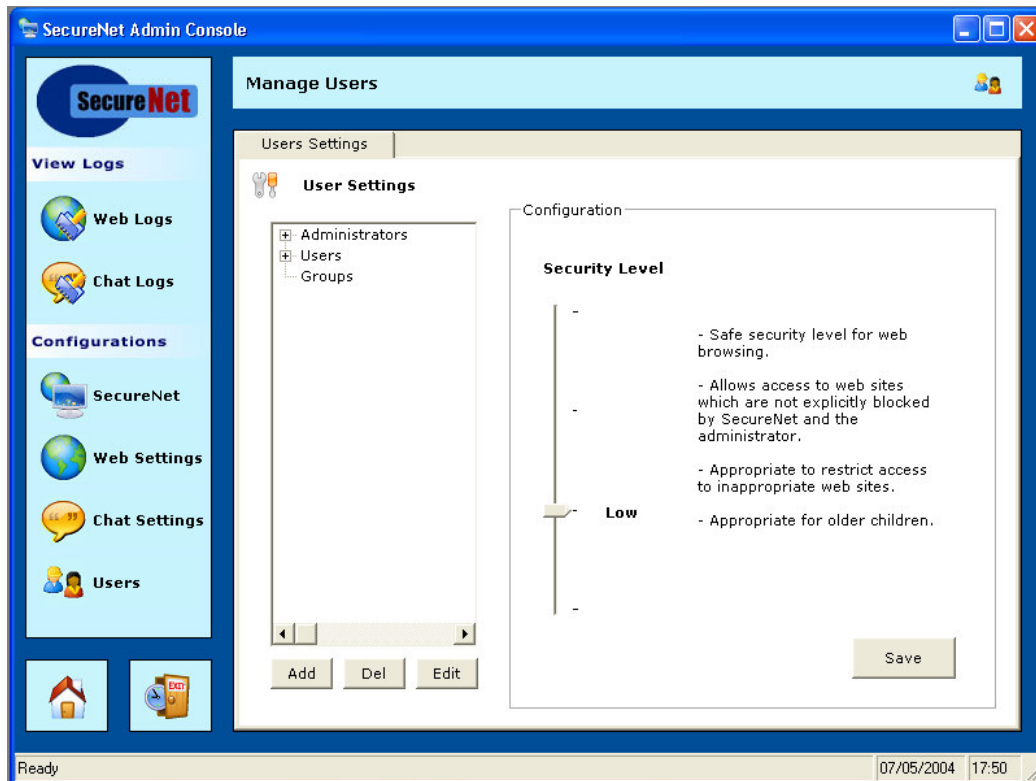 SecureNet Admin Console
SecureNet
Manage Users
View Logs
Web Logs
Chat Logs
Configurations
SecureNet
Web Settings
Chat Settings
Users
EXIT
Users Settings
User Settings
Administrators
Users
Groups
Add
Del
Edit
Configuration
Security Level
Low
- Safe security level for web
browsing.
- Allows access to web sites
which are not explicitly blocked
by SecureNet and the
administrator.
- Appropriate to restrict access
to inappropriate web sites.
- Appropriate for older children.
Save
Ready
07/05/2004
17:50